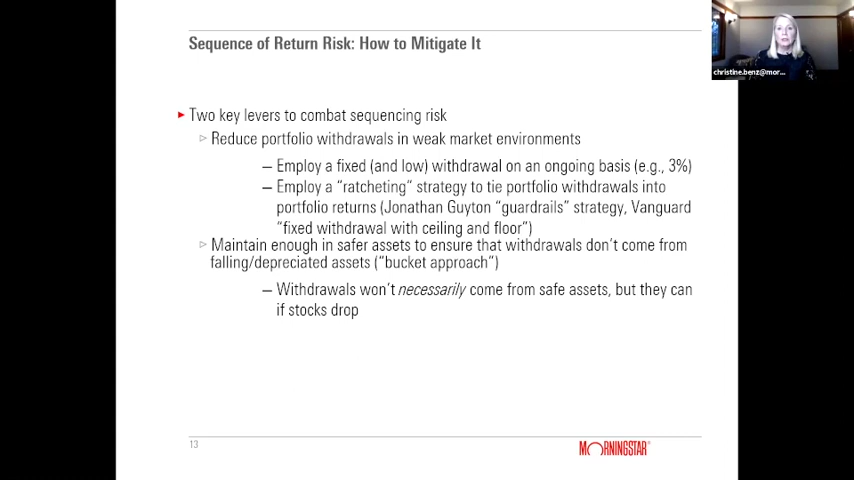 Sequence of Return Risk: How to Mitigate It
christine.benz@mor...
Two key levers to combat sequencing risk
Reduce portfolio withdrawals in weak market environments
– Employ a fixed (and low) withdrawal on an ongoing basis (e.g., 3%)
– Employ a "ratcheting" strategy to tie portfolio withdrawals into
portfolio returns (Jonathan Guyton "guardrails" strategy, Vanguard
"fixed withdrawal with ceiling and floor")
Maintain enough in safer assets to ensure that withdrawals don't come from
falling/depreciated assets ("bucket approach")
– Withdrawals won't necessarily come from safe assets, but they can
if stocks drop
13
MORNINGSTAR®